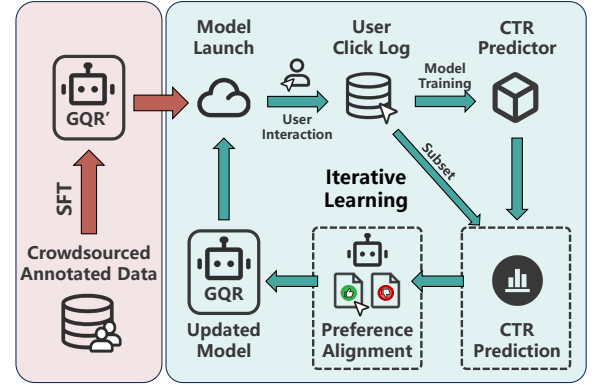 GQR’
SFT
Crowdsourced
Annotated Data
Model
Launch
User
Click Log
CTR
Predictor
User
Interaction
Model
Training
Subset
Iterative
Learning
GQR
Updated
Model
Preference
Alignment
CTR
Prediction